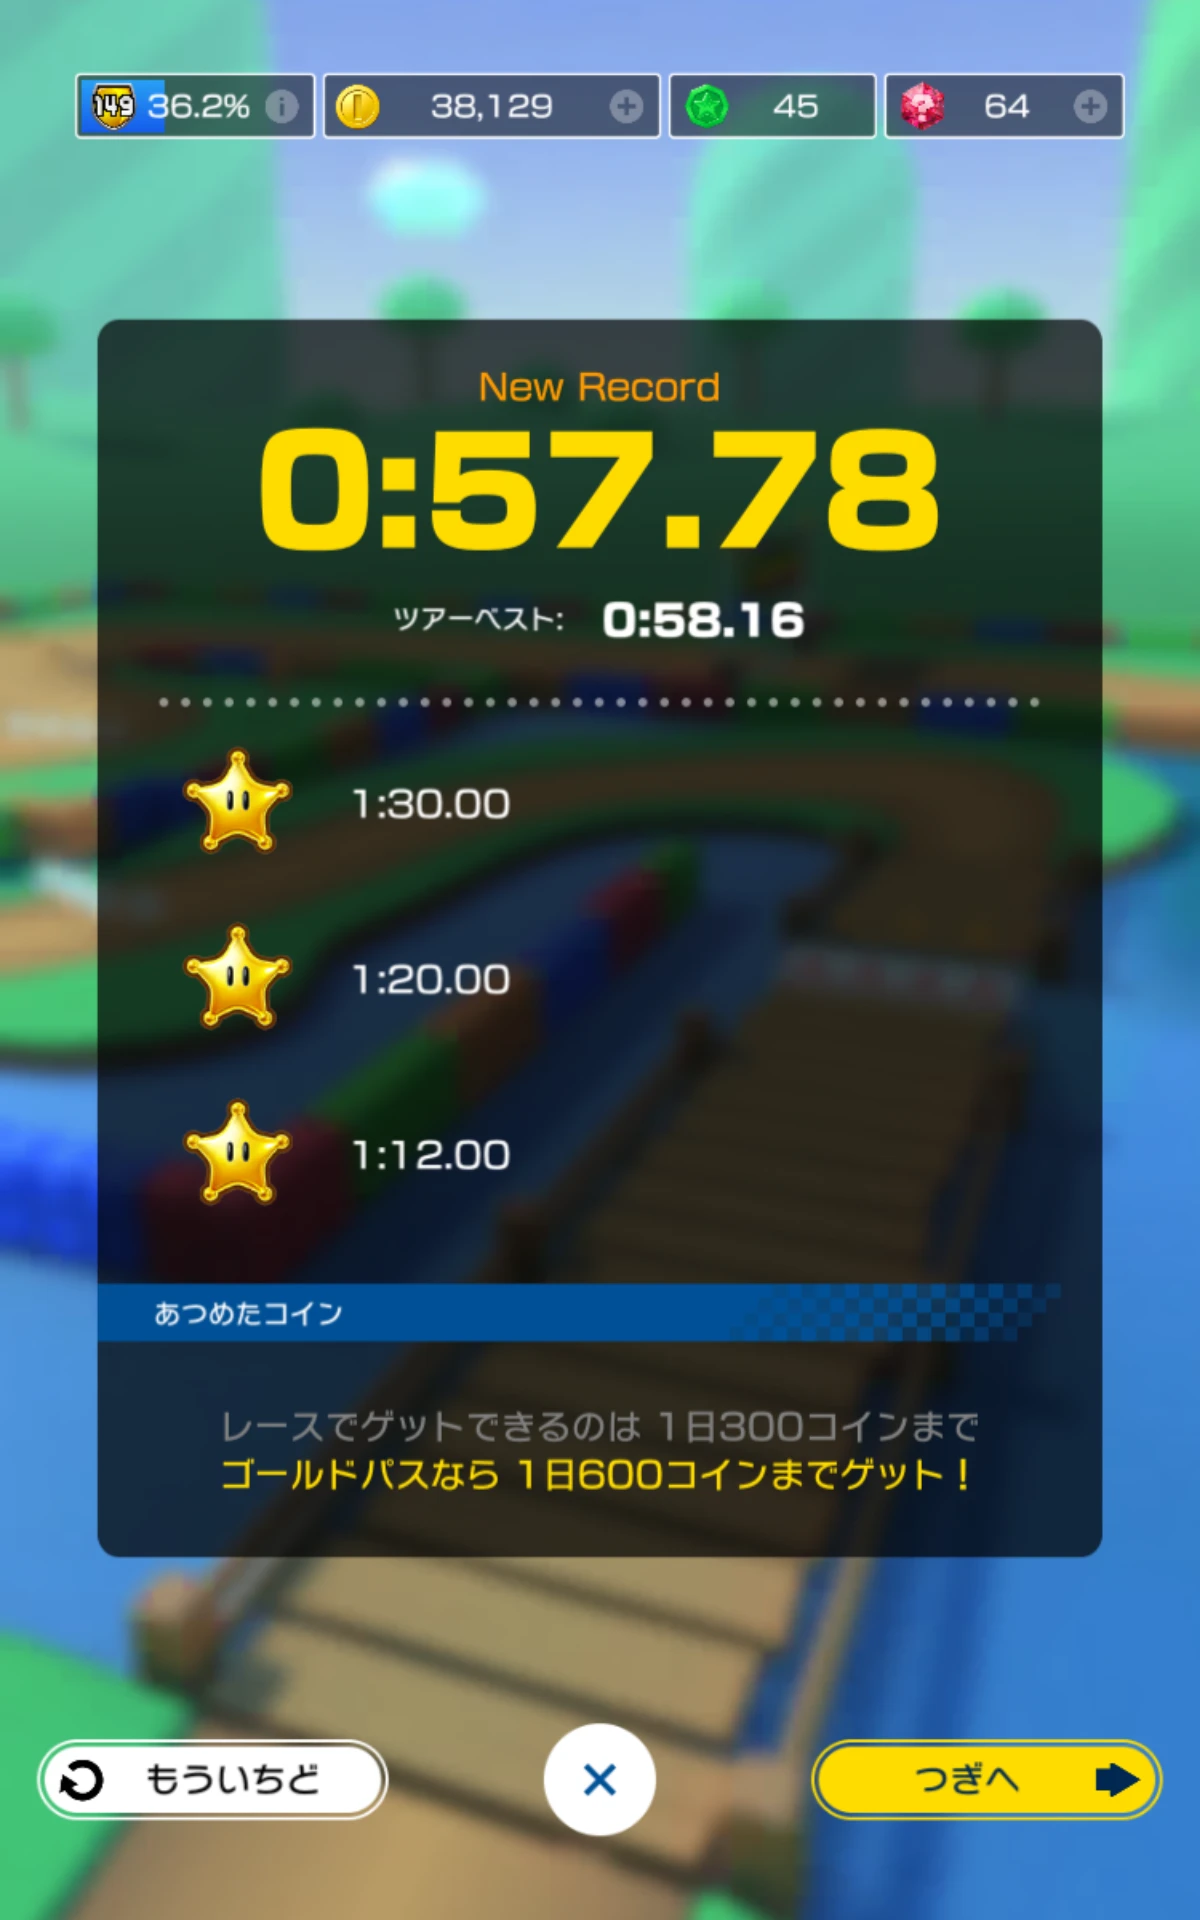 149 36.2% 38,129 45 64
New Record
0:57.78
ツアーベスト: 0:58.16
1:30.00
1:20.00
1:12.00
あつめたコイン
レースでゲットできるのは 1日300コインまで
ゴールドパスなら 1日600コインまでゲット！
もういちど × つぎへ